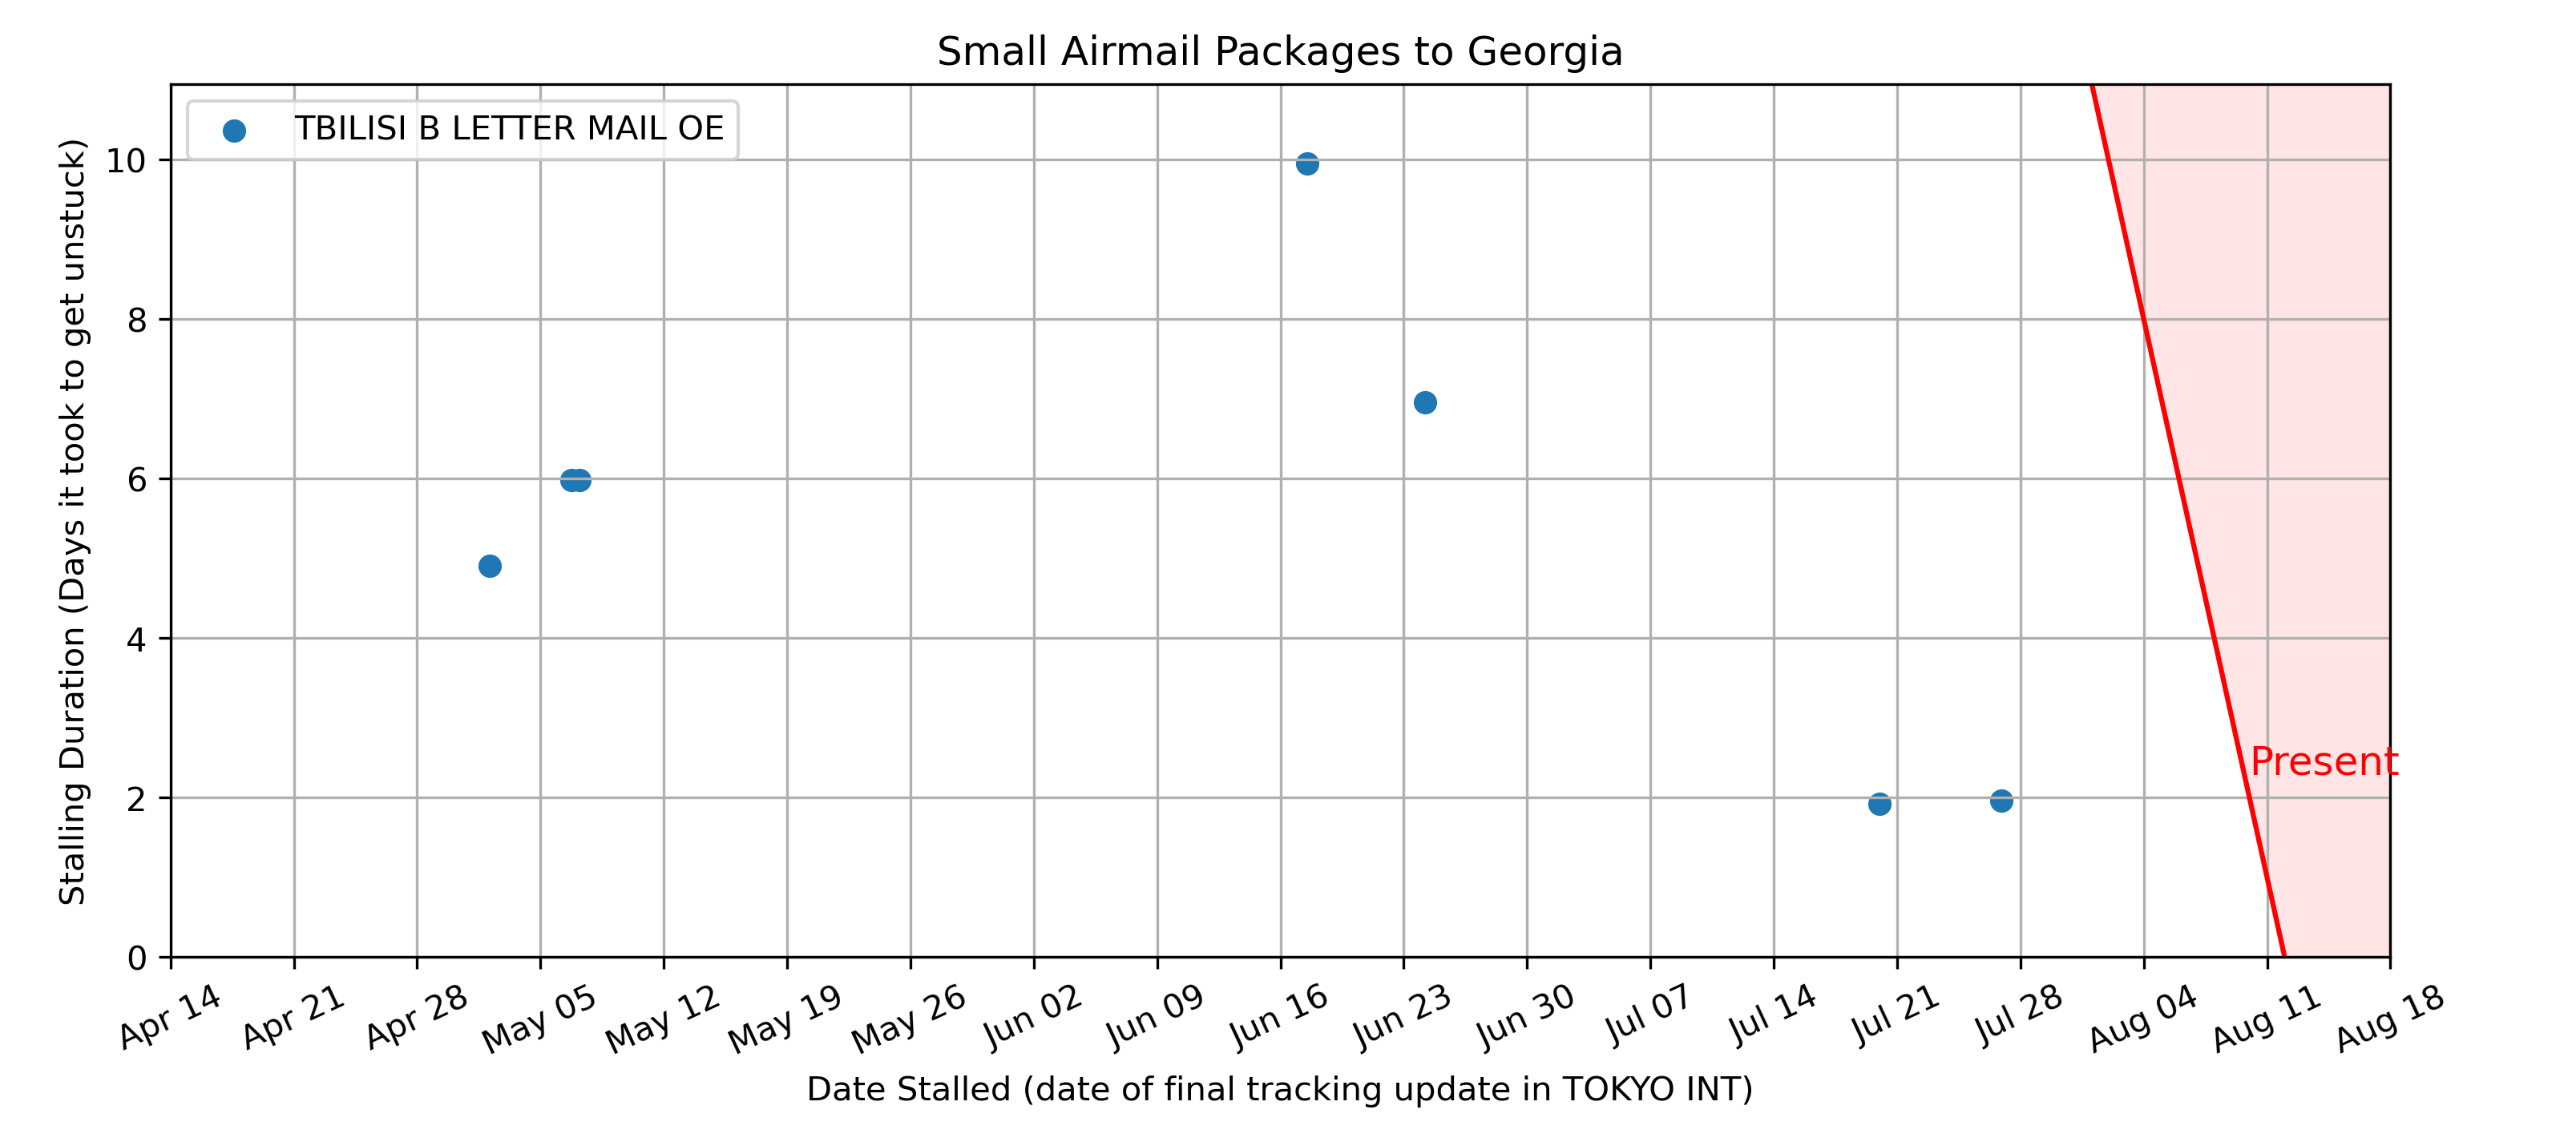 Small Airmail Packages to Georgia
TBILISI B LETTER MAIL OE
Stalling Duration (Days it took to get unstuck)
10
8
6
4
2
0
Present
Apr 14
Apr 21
Apr 28
May 05
May 12
May 19
May 26
Jun 02
Jun 09
Jun 16
Jun 23
Jun 30
Jul 07
Jul 14
Jul 21
Jul 28
Aug 04
Aug 11
Aug 18
Date Stalled (date of final tracking update in TOKYO INT)